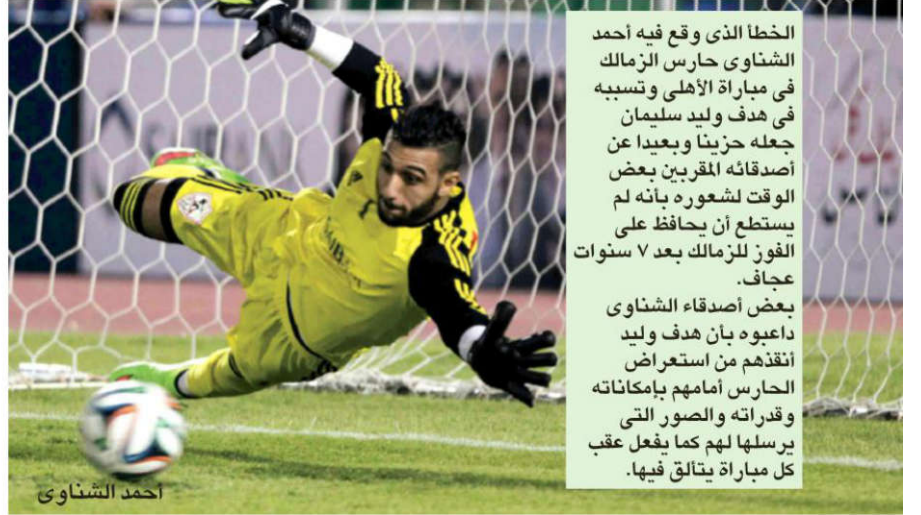 الخطأ الذى وقع فيه أحمد
الشناوى حارس الزمالك
فى مباراة الأهلى وتسببه
فى هدف وليد سليمان
جعله حزينا وبعيدا عن
أصدقائه المقربين بعض
الوقت لشعوره بأنه لم
يستطع أن يحافظ على
الفوز للزمالك بعد ٧ سنوات
عجاف.
بعض أصدقاء الشناوى
داعبوه بأن هدف وليد
أنقذهم من استعراض
الحارس أمامهم بإمكاناته
وقدراته والصور التى
يرسلها لهم كما يفعل عقب
كل مباراة يتألق فيها.
أحمد الشناوى